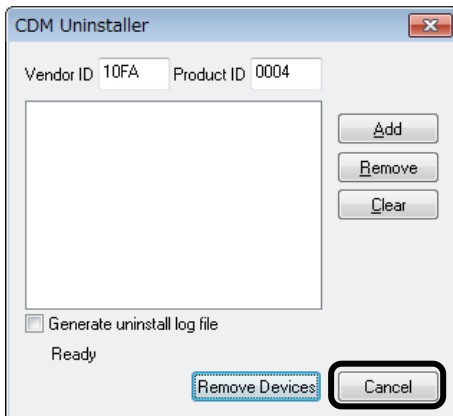 CDM Uninstaller
Vendor ID 10FA Product ID 0004
Add
Remove
Clear
Generate uninstall log file
Ready
Remove Devices Cancel